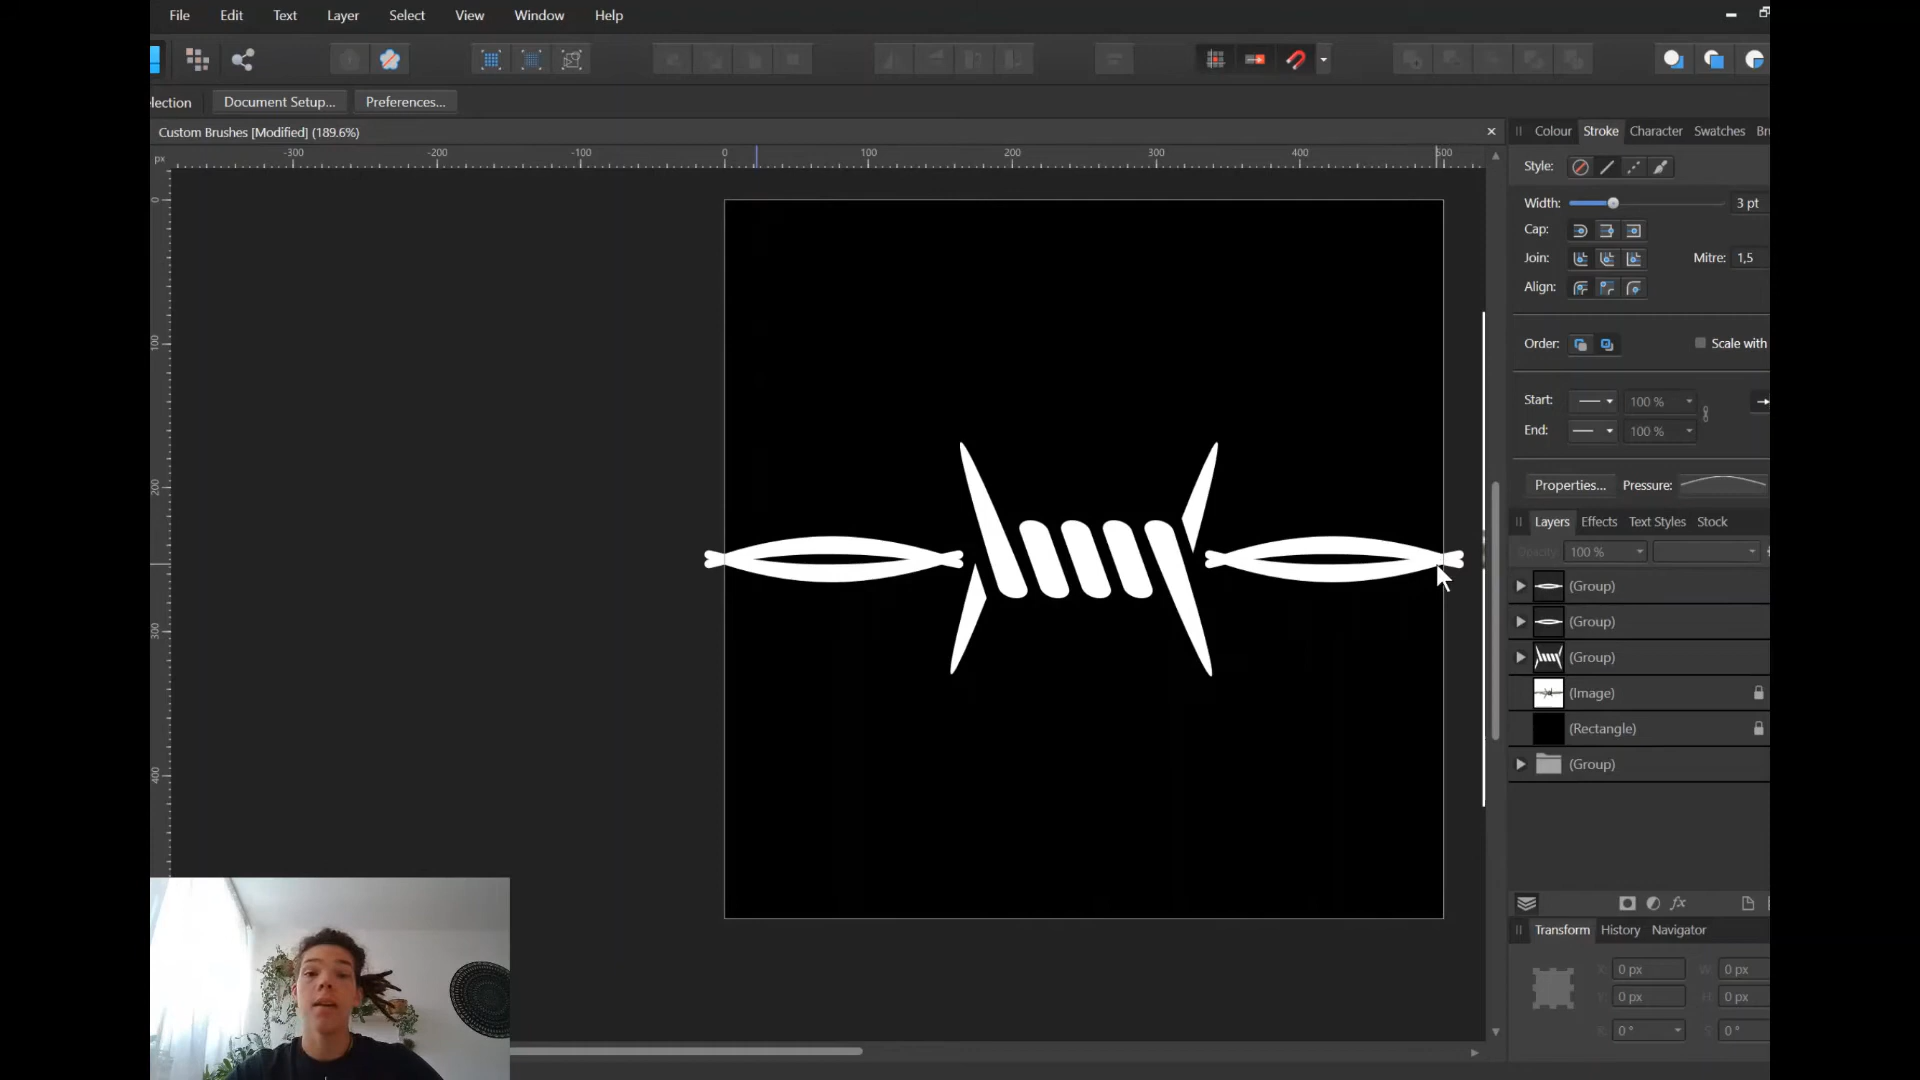 File Edit Text Layer Select View Window Help
lection Document Setup... Preferences...
Custom Brushes [Modified] (189.6%)
Colour Stroke Character Swatches Br
px -300 -200 -100 0 100 200 300 400 500
0
100
200
300
400
Style:
Width: 3 pt
Cap:
Join: Mitre: 1,5
Align:
Order: Scale with
Start: 100 %
End: 100 %
Properties... Pressure:
Layers Effects Text Styles Stock
Opacity: 100 %
(Group)
(Group)
(Group)
(Image)
(Rectangle)
(Group)
fx
Transform History Navigator
X: 0 px W: 0 px
Y: 0 px H: 0 px
R: 0 ° S: 0 °